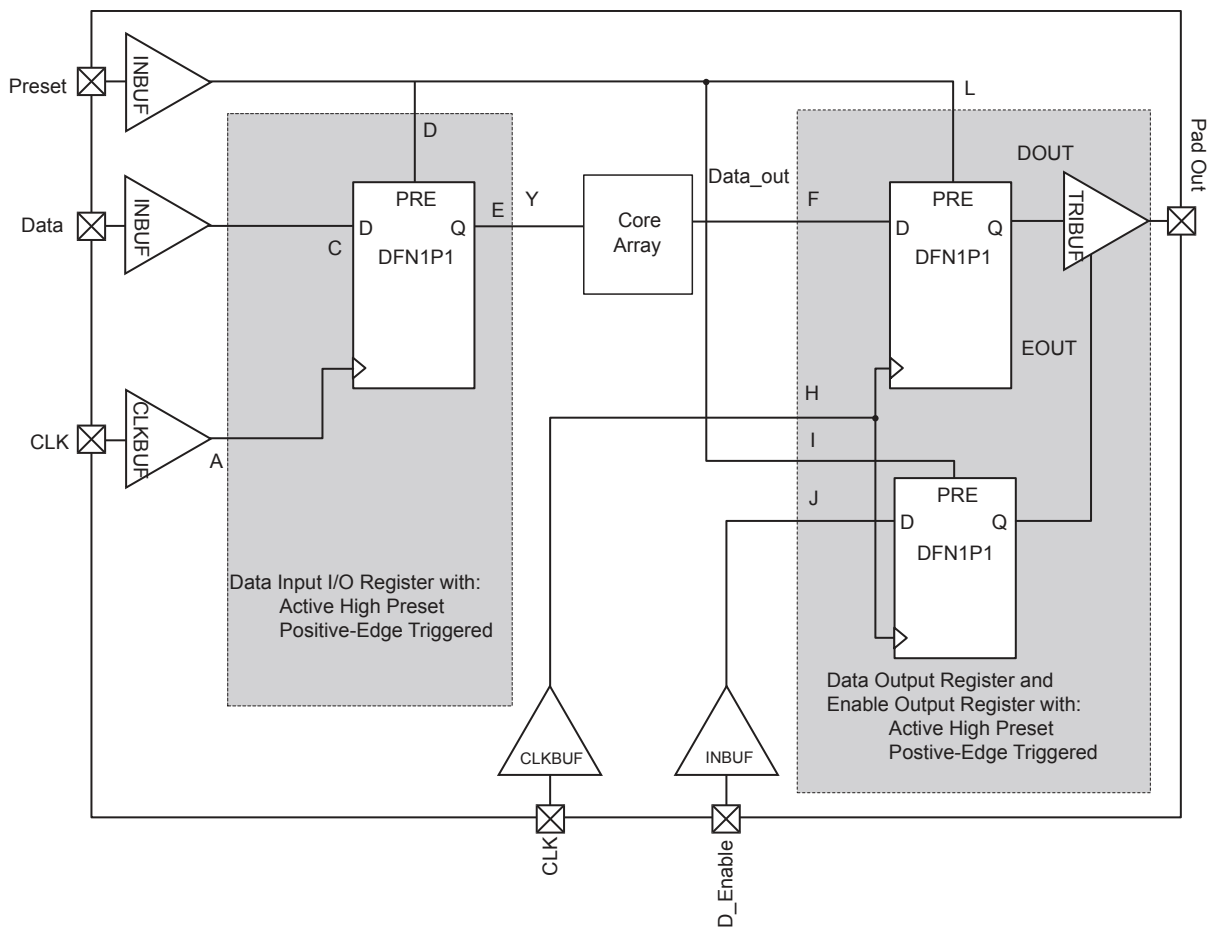 Preset
INBUF
L
D
Pad Out
DOUT
PRE
Data
INBUF
D
Q
DFN1P1
C
E
Y
Core
Array
Data_out
F
PRE
D
Q
DFN1P1
TRIBUF
EOUT
CLK
CLKBUF
A
H
I
J
PRE
D
Q
DFN1P1
Data Input I/O Register with:
Active High Preset
Positive-Edge Triggered
Data Output Register and
Enable Output Register with:
Active High Preset
Postive-Edge Triggered
CLKBUF
INBUF
CLK
D_Enable